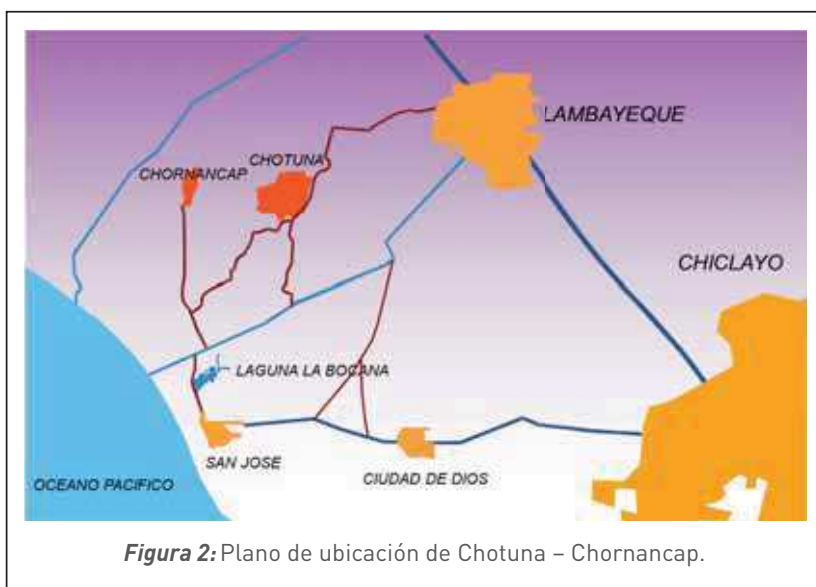 LAMBAYEQUE
CHOTUNA
CHORNANCAP
CHICLAYO
LAGUNA LA BOCANA
SAN JOSE
CIUDAD DE DIOS
OCEANO PACIFICO
Figura 2: Plano de ubicación de Chotuna – Chornancap.